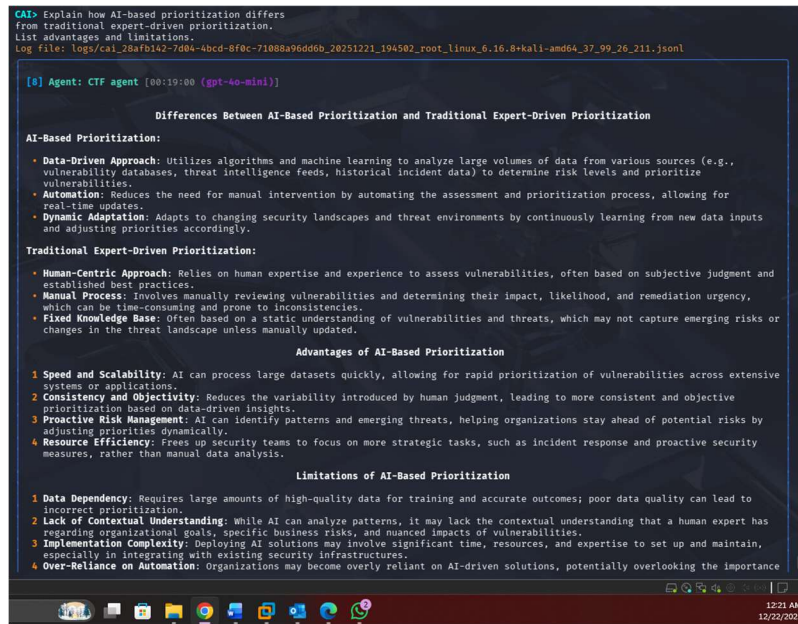 CAI> Explain how AI-based prioritization differs
from traditional expert-driven prioritization.
List advantages and limitations.
Log file: logs/cai_28afb142-7d04-4bcd-8f0c-71088a96dd6b_20251221_194502_root_linux_6.16.8+kali-amd64_37_99_26_211.jsonl
[8] Agent: CTF agent [00:19:00 (gpt-4o-mini)]
Differences Between AI-Based Prioritization and Traditional Expert-Driven Prioritization
AI-Based Prioritization:
• Data-Driven Approach: Utilizes algorithms and machine learning to analyze large volumes of data from various sources (e.g.,
vulnerability databases, threat intelligence feeds, historical incident data) to determine risk levels and prioritize
vulnerabilities.
• Automation: Reduces the need for manual intervention by automating the assessment and prioritization process, allowing for
real-time updates.
• Dynamic Adaptation: Adapts to changing security landscapes and threat environments by continuously learning from new data inputs
and adjusting priorities accordingly.
Traditional Expert-Driven Prioritization:
• Human-Centric Approach: Relies on human expertise and experience to assess vulnerabilities, often based on subjective judgment and
established best practices.
• Manual Process: Involves manually reviewing vulnerabilities and determining their impact, likelihood, and remediation urgency,
which can be time-consuming and prone to inconsistencies.
• Fixed Knowledge Base: Often based on a static understanding of vulnerabilities and threats, which may not capture emerging risks or
changes in the threat landscape unless manually updated.
Advantages of AI-Based Prioritization
1 Speed and Scalability: AI can process large datasets quickly, allowing for rapid prioritization of vulnerabilities across extensive
systems or applications.
2 Consistency and Objectivity: Reduces the variability introduced by human judgment, leading to more consistent and objective
prioritization based on data-driven insights.
3 Proactive Risk Management: AI can identify patterns and emerging threats, helping organizations stay ahead of potential risks by
adjusting priorities dynamically.
4 Resource Efficiency: Frees up security teams to focus on more strategic tasks, such as incident response and proactive security
measures, rather than manual data analysis.
Limitations of AI-Based Prioritization
1 Data Dependency: Requires large amounts of high-quality data for training and accurate outcomes; poor data quality can lead to
incorrect prioritization.
2 Lack of Contextual Understanding: While AI can analyze patterns, it may lack the contextual understanding that a human expert has
regarding organizational goals, specific business risks, and nuanced impacts of vulnerabilities.
3 Implementation Complexity: Deploying AI solutions may involve significant time, resources, and expertise to set up and maintain,
especially in integrating with existing security infrastructures.
4 Over-Reliance on Automation: Organizations may become overly reliant on AI-driven solutions, potentially overlooking the importance
2
12:21 AM
12/22/202